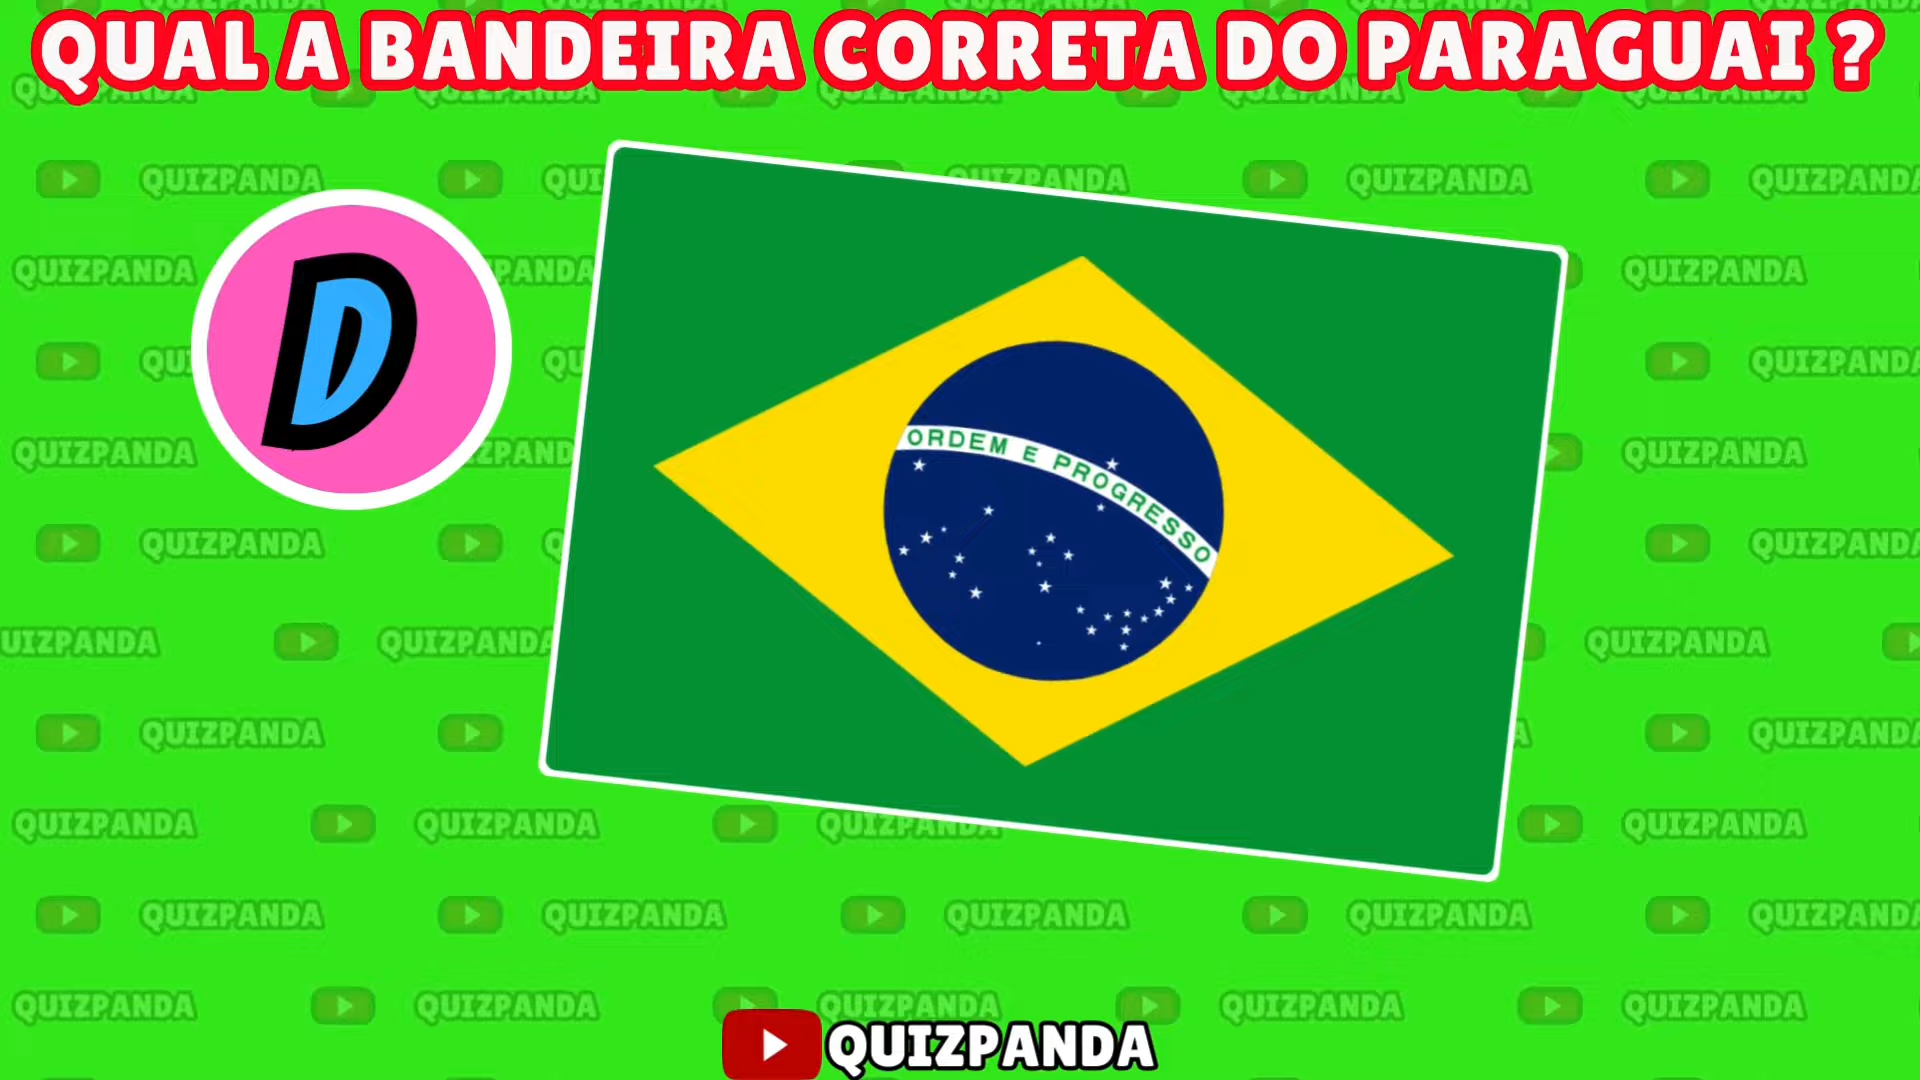 QUAL A BANDEIRA CORRETA DO PARAGUAI ?
D
ORDEM E PROGRESSO
QUIZPANDA